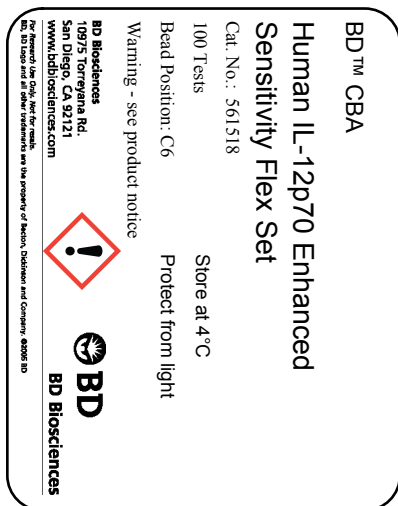 BD™ CBA
Human IL-12p70 Enhanced
Sensitivity Flex Set
Cat. No.: 561518
100 Tests Store at 4°C
Bead Position: C6 Protect from light
Warning - see product notice
BD Biosciences
10975 Torreyana Rd.
San Diego, CA 92121
www.bdbiosciences.com
BD
BD Biosciences
For Research Use Only. Not for resale.
BD, BD Logo and all other trademarks are the property of Becton, Dickinson and Company. ©2005 BD